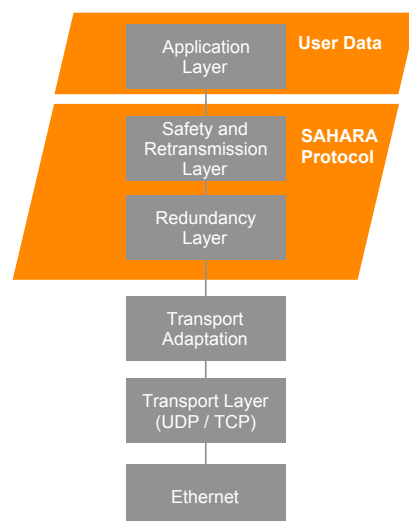 Application
Layer
User Data
Safety and
Retransmission
Layer
SAHARA
Protocol
Redundancy
Layer
Transport
Adaptation
Transport Layer
(UDP / TCP)
Ethernet